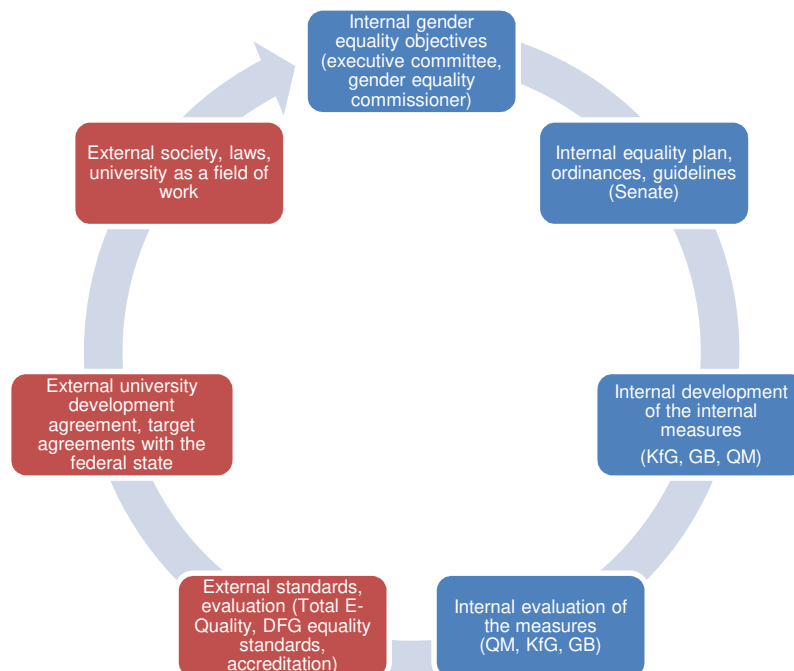 Internal gender
equality objectives
(executive committee,
gender equality
commissioner)
Internal equality plan,
ordinances, guidelines
(Senate)
Internal development
of the internal
measures
(KfG, GB, QM)
Internal evaluation of
the measures
(QM, KfG, GB)
External standards,
evaluation (Total E-
Quality, DFG equality
standards,
accreditation)
External university
development
agreement, target
agreements with the
federal state
External society, laws,
university as a field of
work